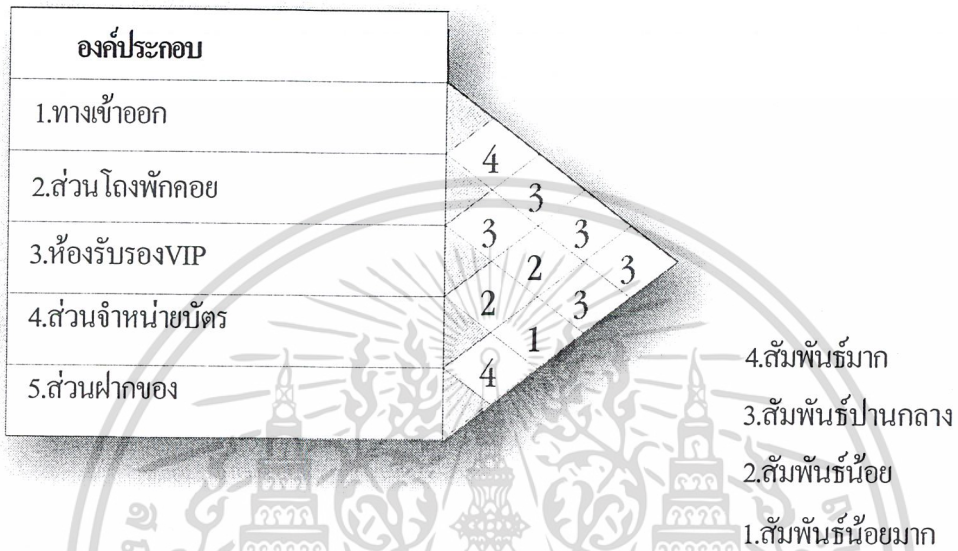 องค์ประกอบ
1.ทางเข้าออก
2.ส่วนโถงพักคอย
3.ห้องรับรองVIP
4.ส่วนจำหน่ายบัตร
5.ส่วนฝากของ
4
3
3 3
2 3
2 3
1
4
4.สัมพันธ์มาก
3.สัมพันธ์ปานกลาง
2.สัมพันธ์น้อย
1.สัมพันธ์น้อยมาก